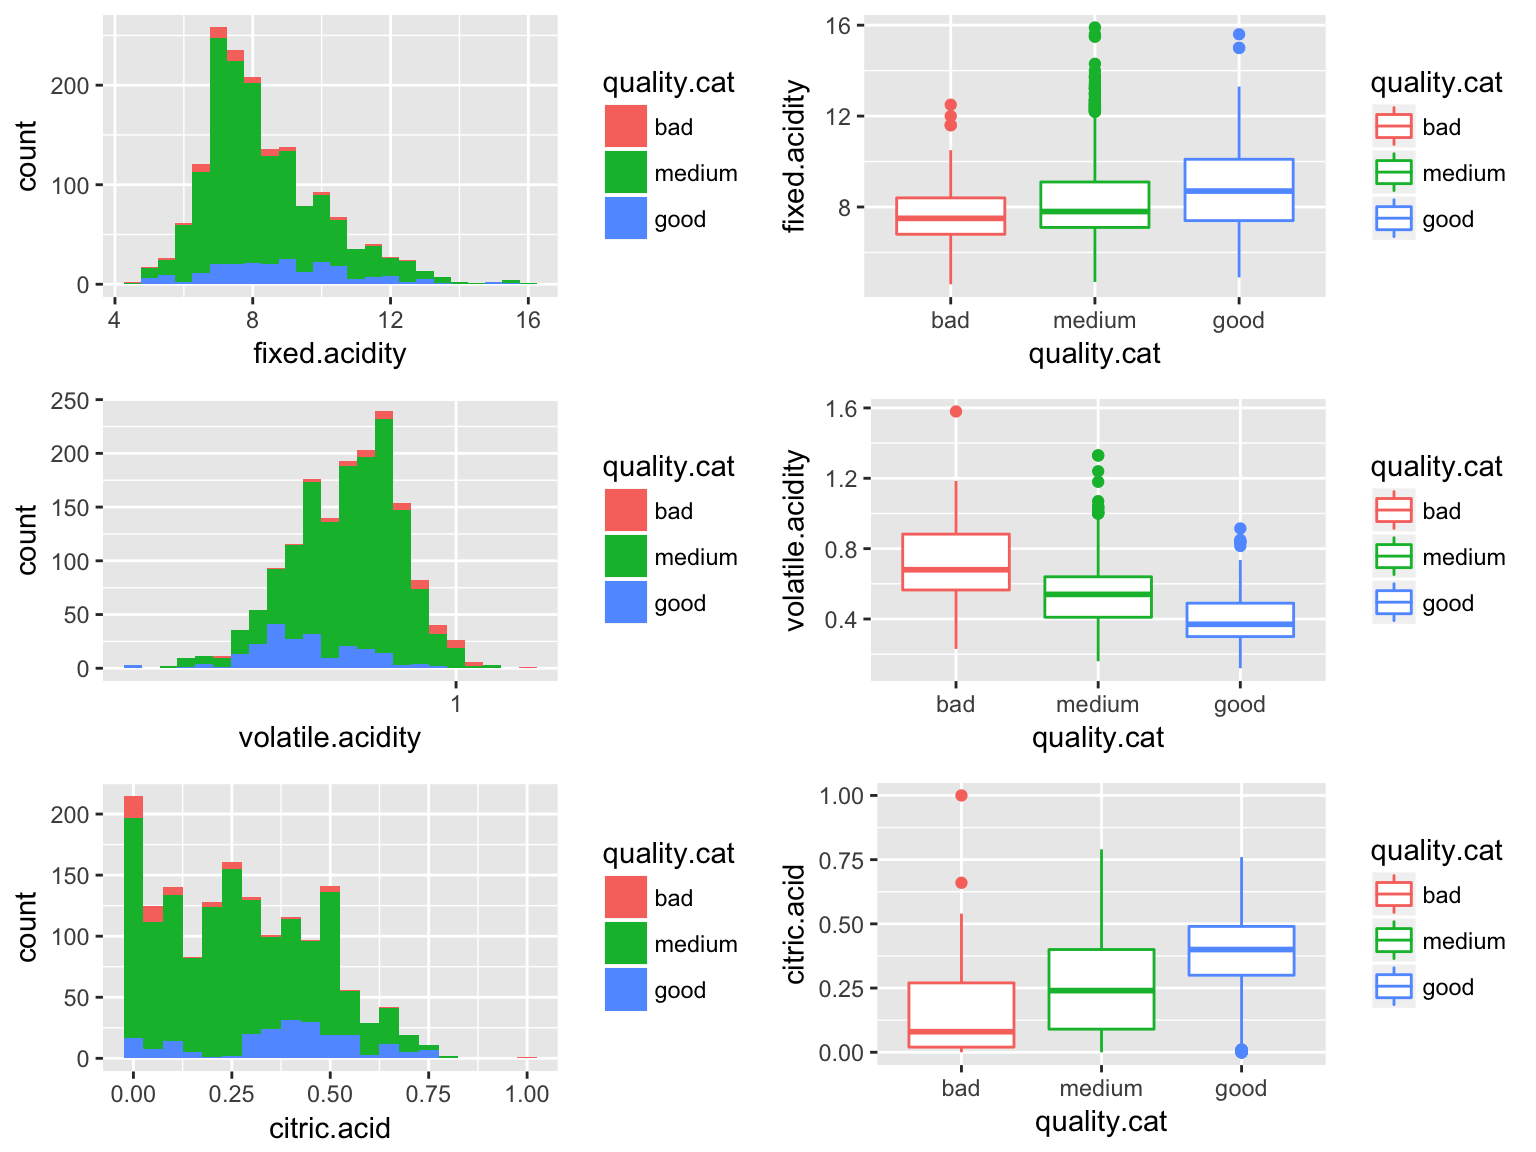 count
200
100
0
4 8 12 16
fixed.acidity
quality.cat
bad
medium
good
fixed.acidity
16
12
8
bad medium good
quality.cat
quality.cat
bad
medium
good
count
250
200
150
100
50
0
1
volatile.acidity
quality.cat
bad
medium
good
volatile.acidity
1.6
1.2
0.8
0.4
bad medium good
quality.cat
quality.cat
bad
medium
good
count
200
150
100
50
0
0.00 0.25 0.50 0.75 1.00
citric.acid
quality.cat
bad
medium
good
citric.acid
1.00
0.75
0.50
0.25
0.00
bad medium good
quality.cat
quality.cat
bad
medium
good